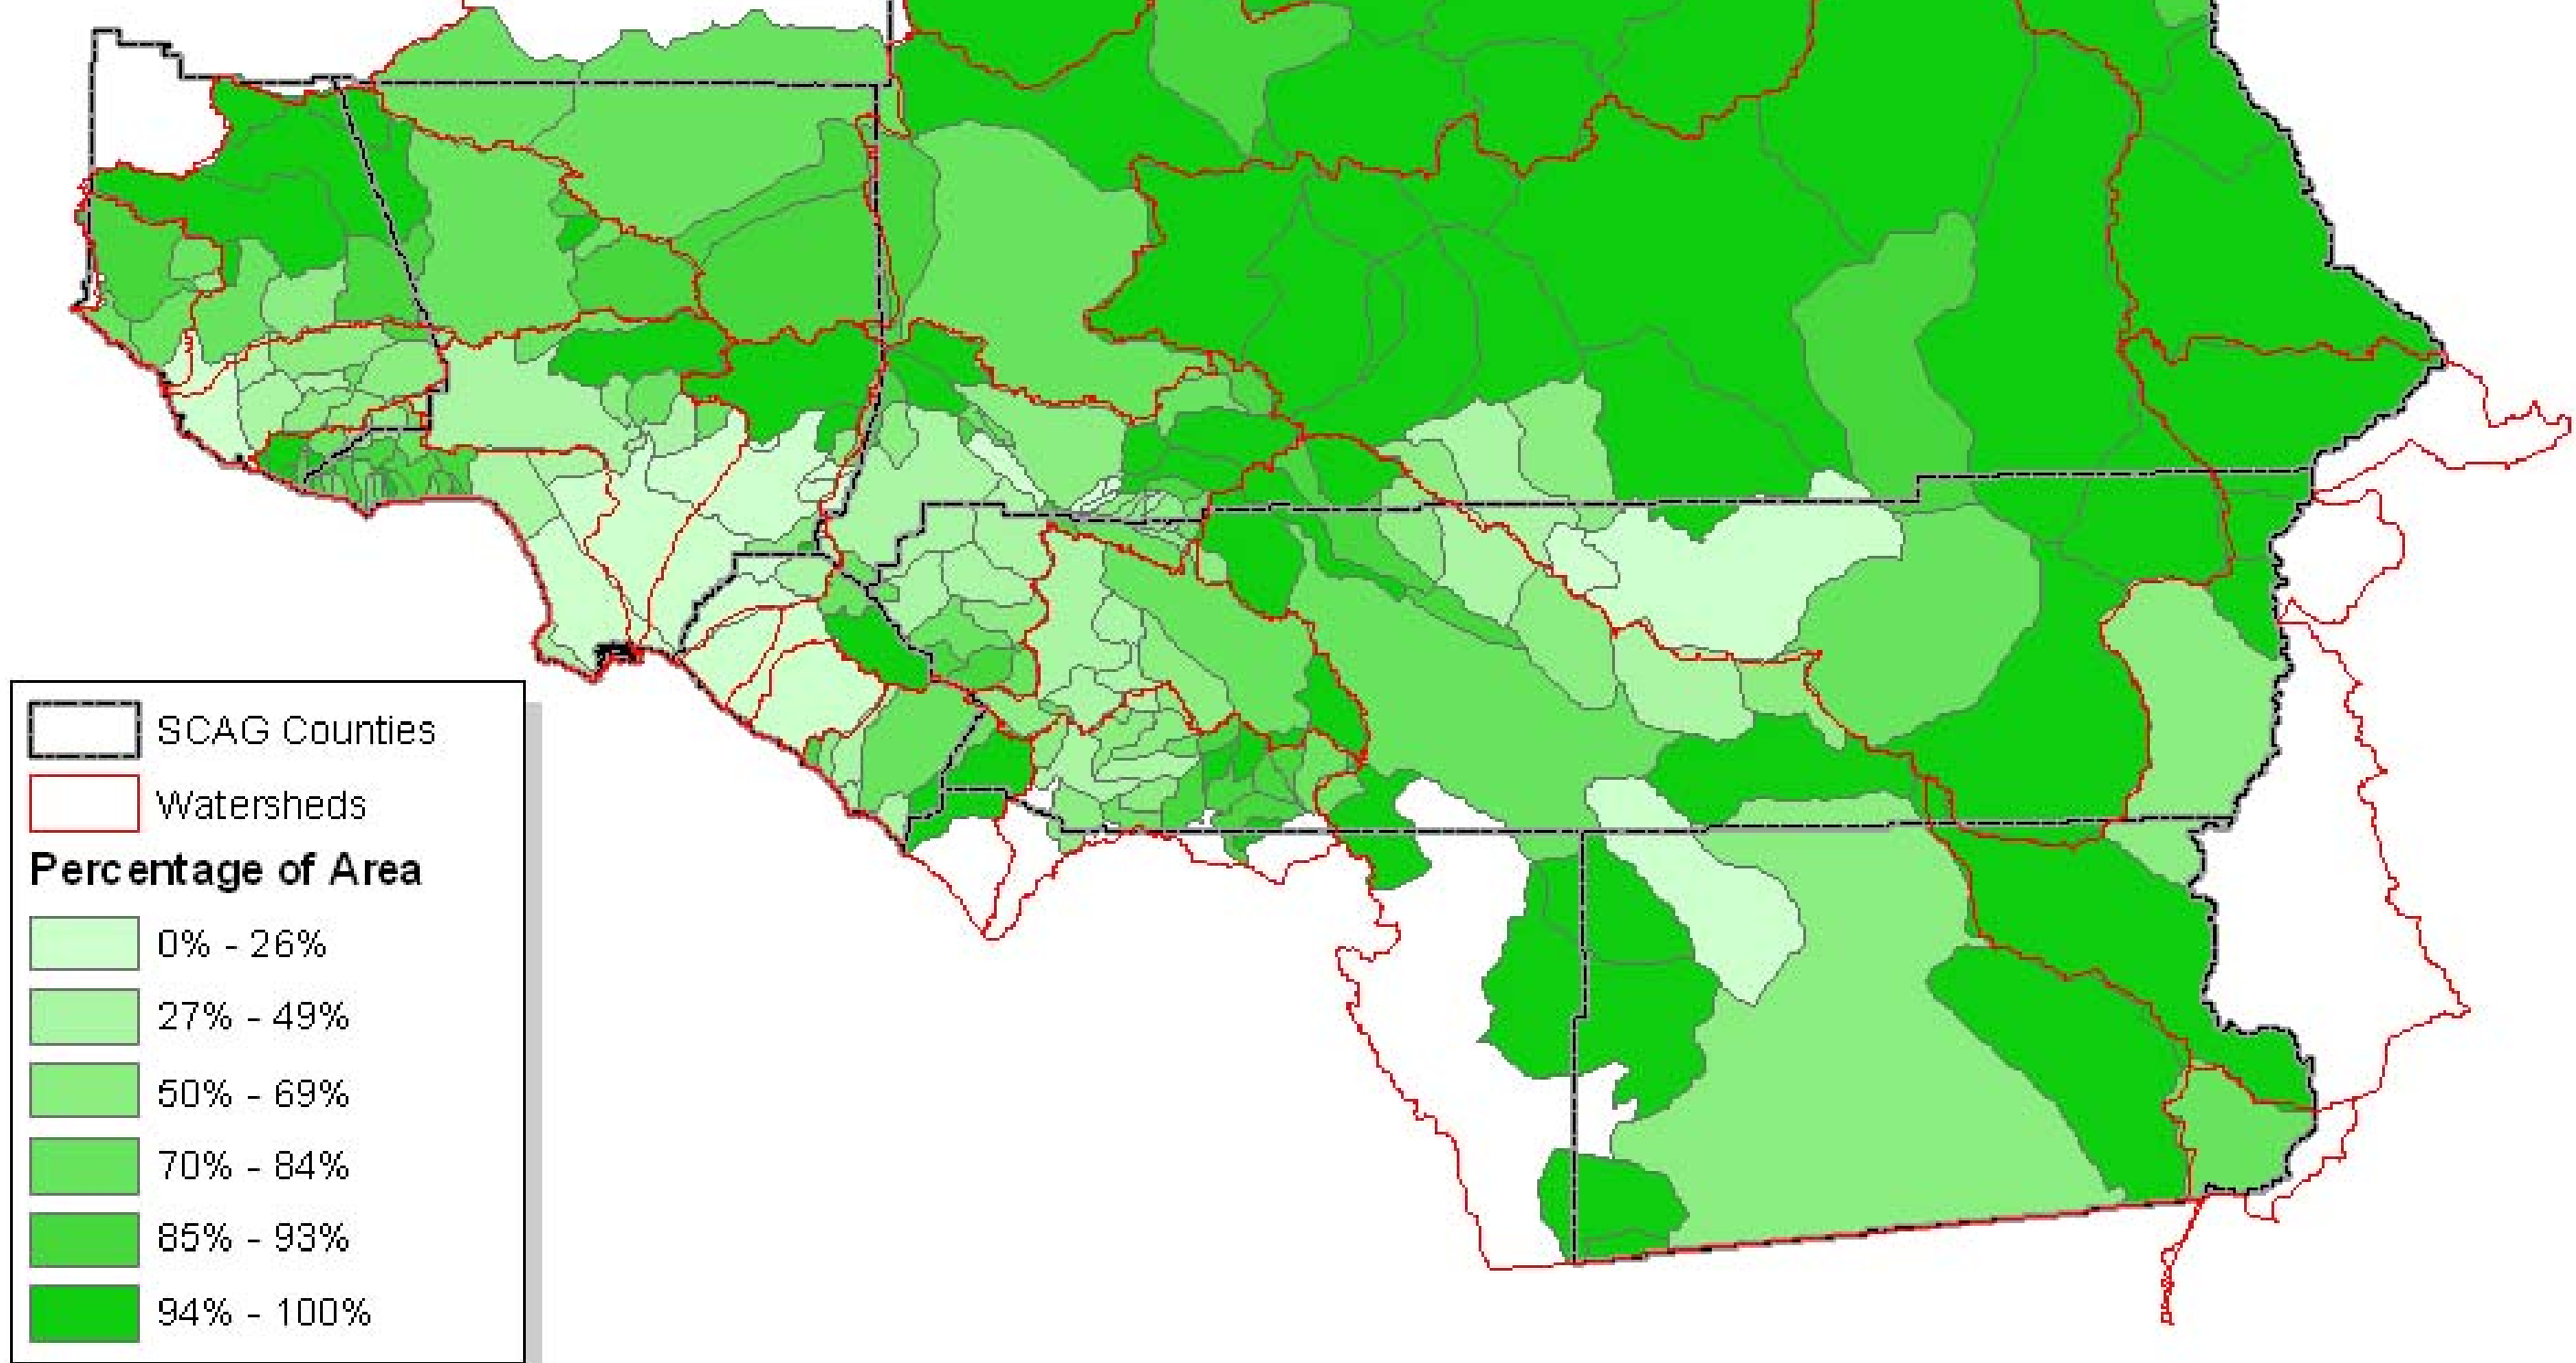 SCAG Counties
Watersheds
Percentage of Area
0% - 26%
27% - 49%
50% - 69%
70% - 84%
85% - 93%
94% - 100%